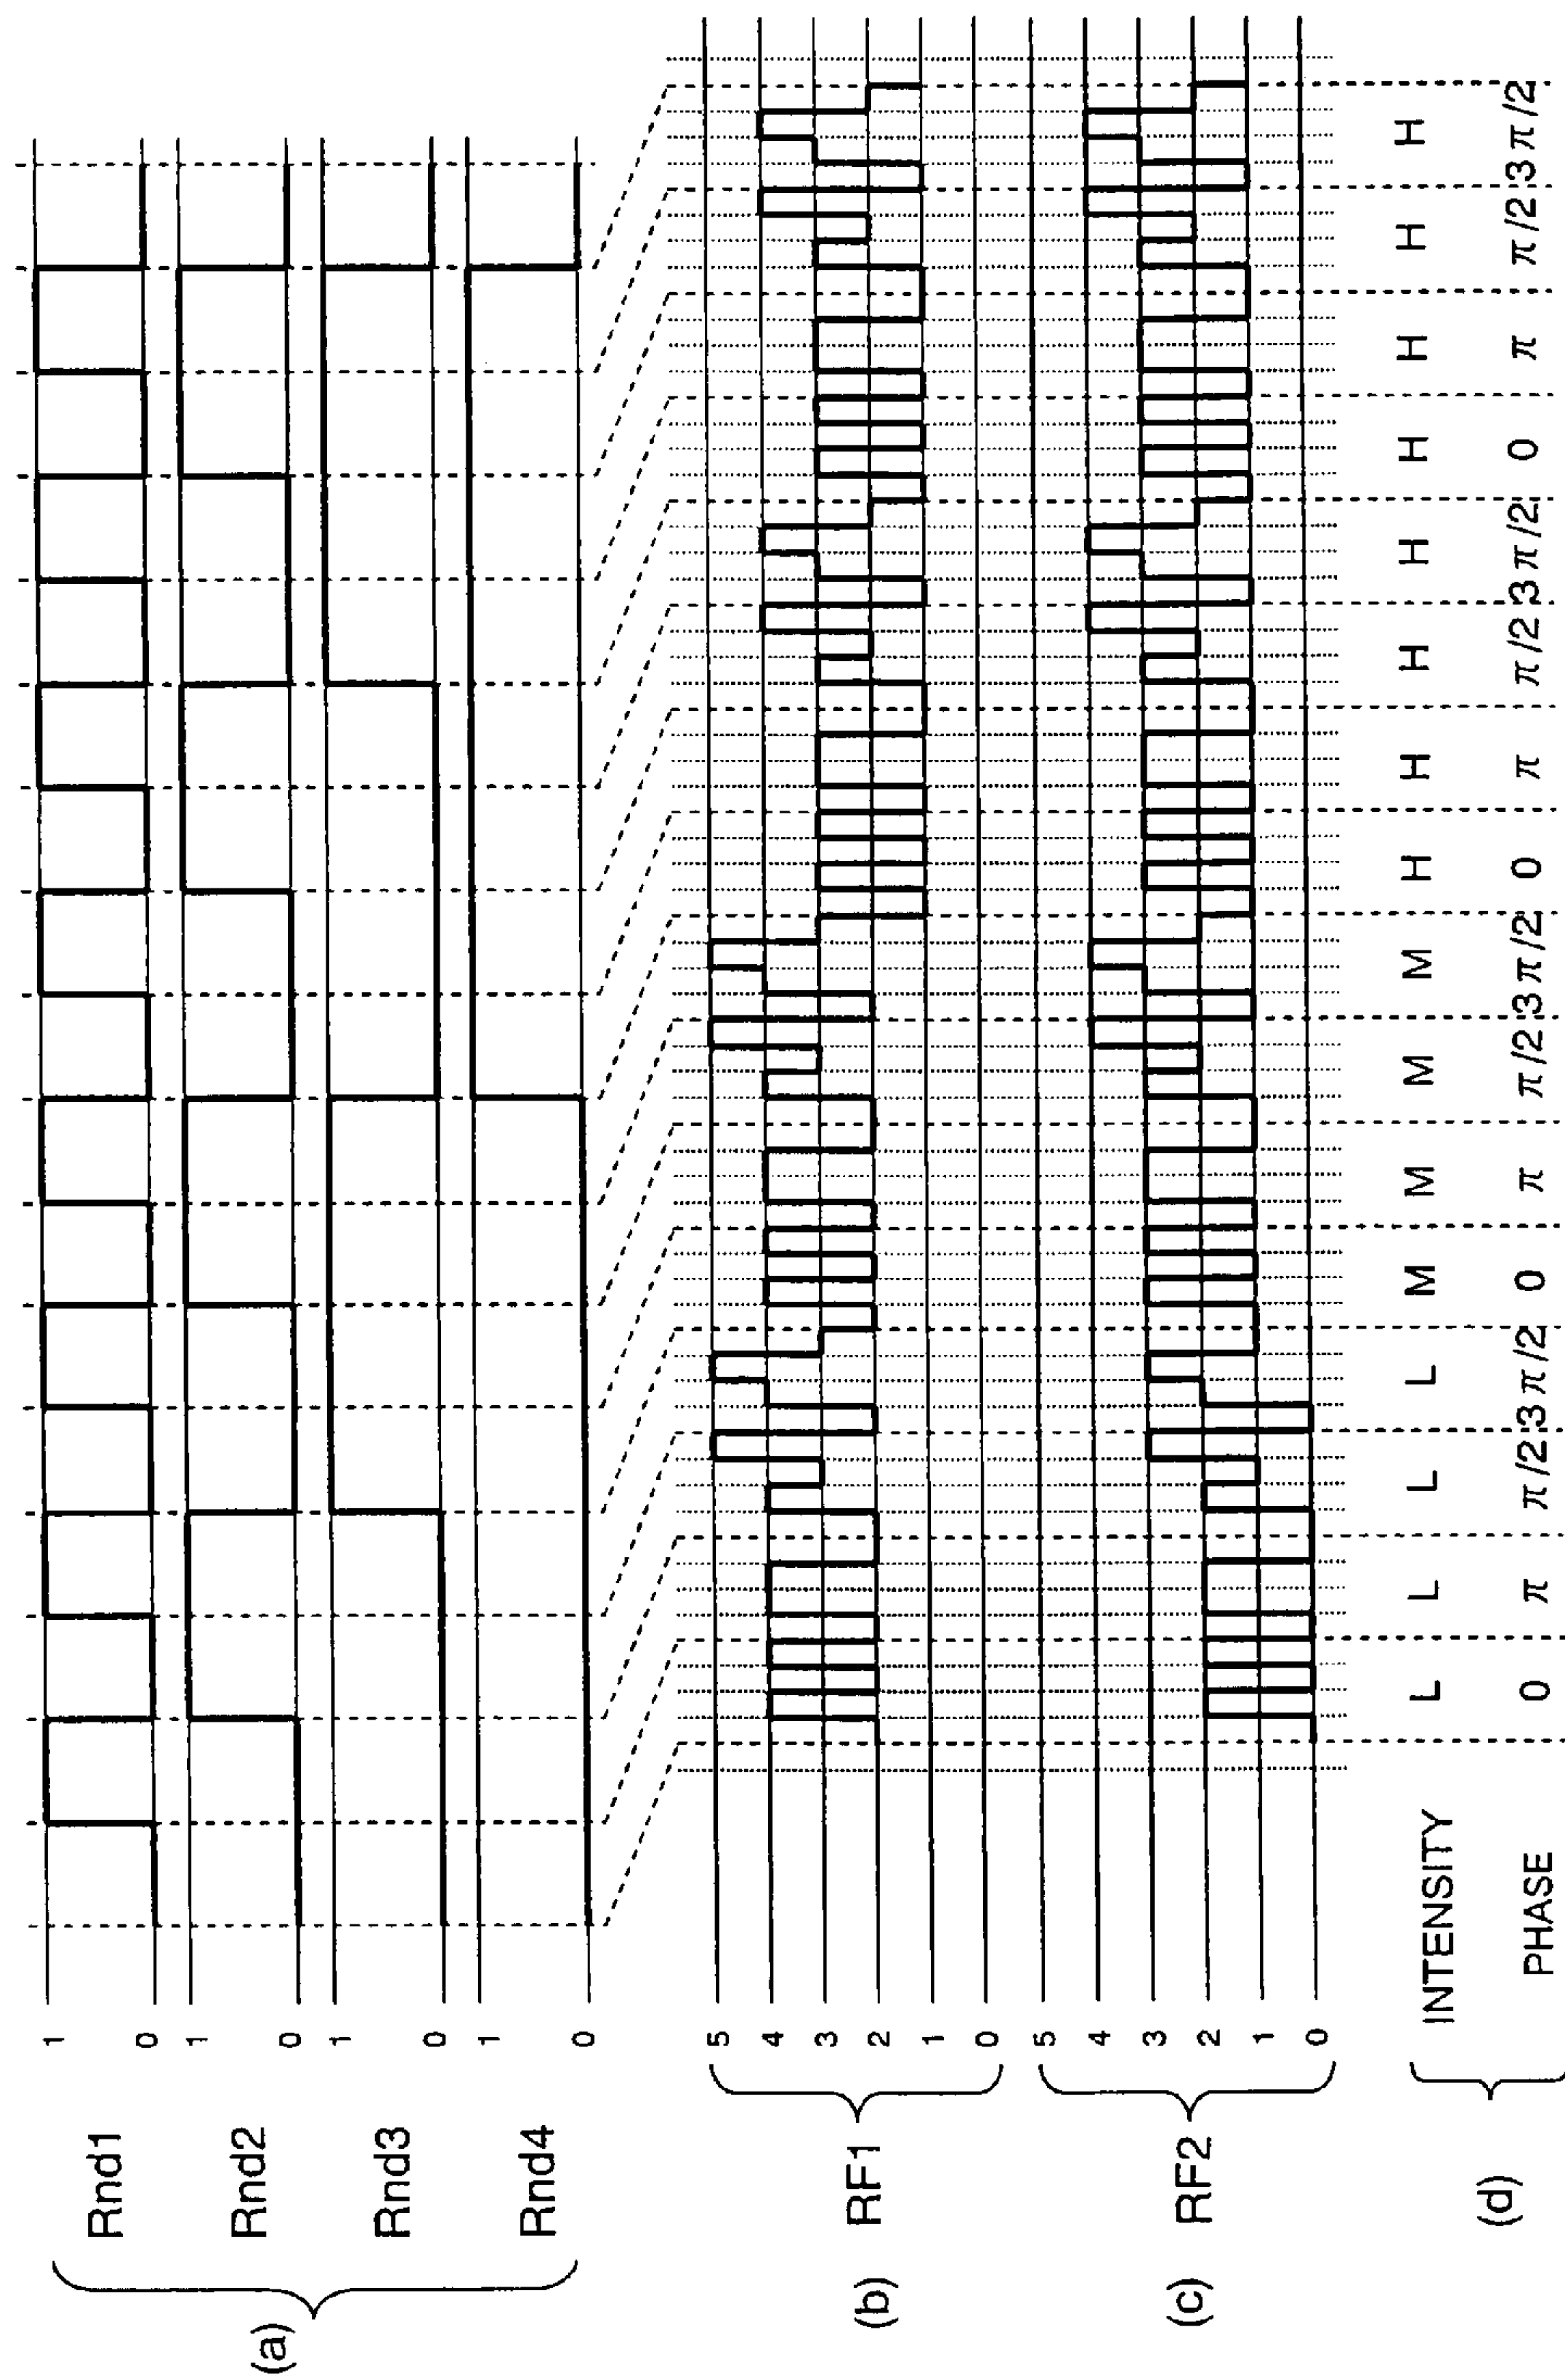 (a)
Rnd1
1
0
Rnd2
1
0
Rnd3
1
0
Rnd4
1
0
(b)
RF1
5
4
3
2
1
0
(c)
RF2
5
4
3
2
1
0
(d)
INTENSITY L L L L M M M M H H H H H H H H
PHASE 0 π π/2 3π/2 0 π π/2 3π/2 0 π π/2 3π/2 0 π π/2 3π/2